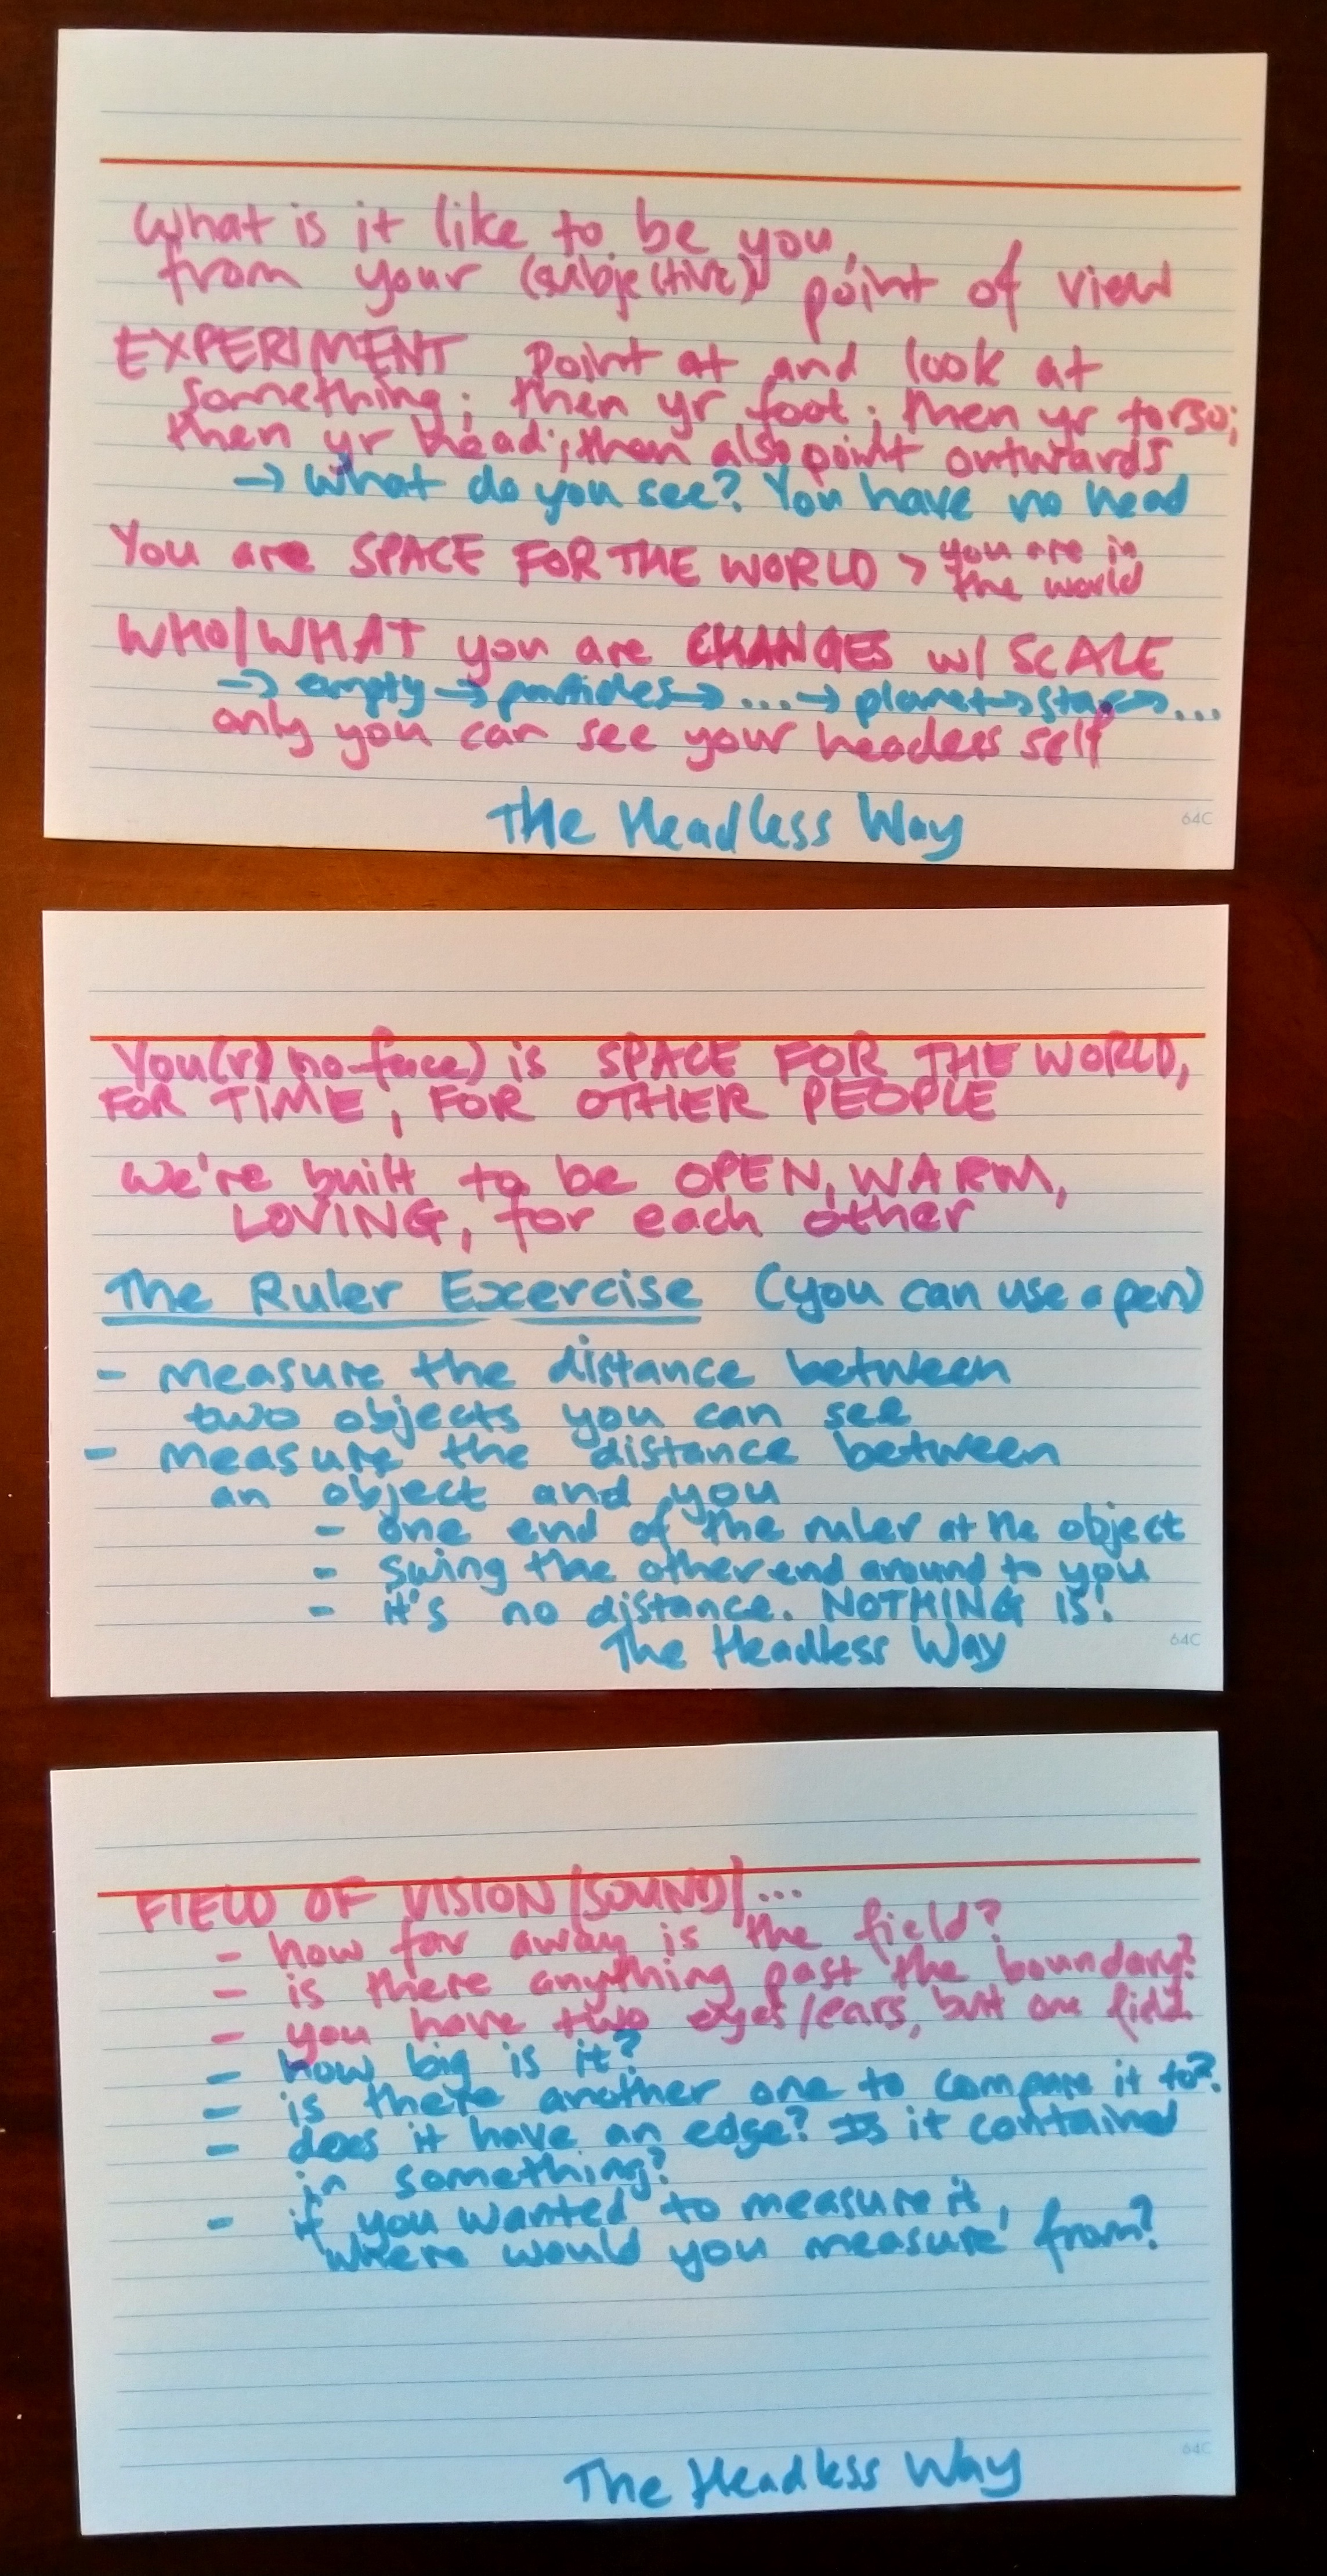 What is it like to be you,
from your (subjective) point of view
EXPERIMENT Point at and look at
something; then yr foot; then yr torso;
then yr head; then also point outwards
→ What do you see? You have no head
You are SPACE FOR THE WORLD > you are in
the world
WHO/WHAT you are CHANGES w/ SCALE
→ empty → particles → ... → planet → star → ...
only you can see your headless self
The Headless Way
64C
You(r) no-face) is SPACE FOR THE WORLD,
FOR TIME, FOR OTHER PEOPLE
We're built to be OPEN, WARM,
LOVING, for each other
The Ruler Exercise (you can use a pen)
- measure the distance between
two objects you can see
- measure the distance between
an object and you
- one end of the ruler at the object
- swing the other end around to you
- it's no distance. NOTHING IS!
The Headless Way
64C
FIELD OF VISION/SOUND/...
- how far away is the field?
- is there anything past the boundary?
- you have two eyes/ears, but one field
- how big is it?
- is there another one to compare it to?
- does it have an edge? Is it contained
in something?
- if you wanted to measure it,
where would you measure from?
The Headless Way
64C